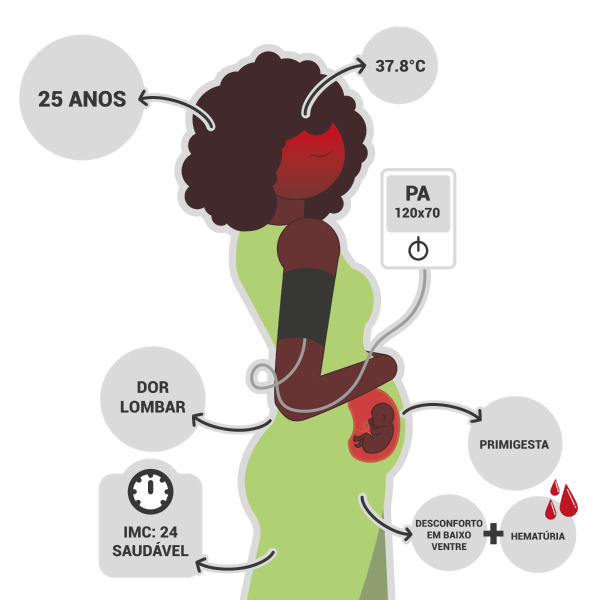 25 ANOS
37.8°C
PA
120x70
DOR
LOMBAR
PRIMIGESTA
IMC: 24
SAUDÁVEL
DESCONFORTO
EM BAIXO
VENTRE
+
HEMATÚRIA